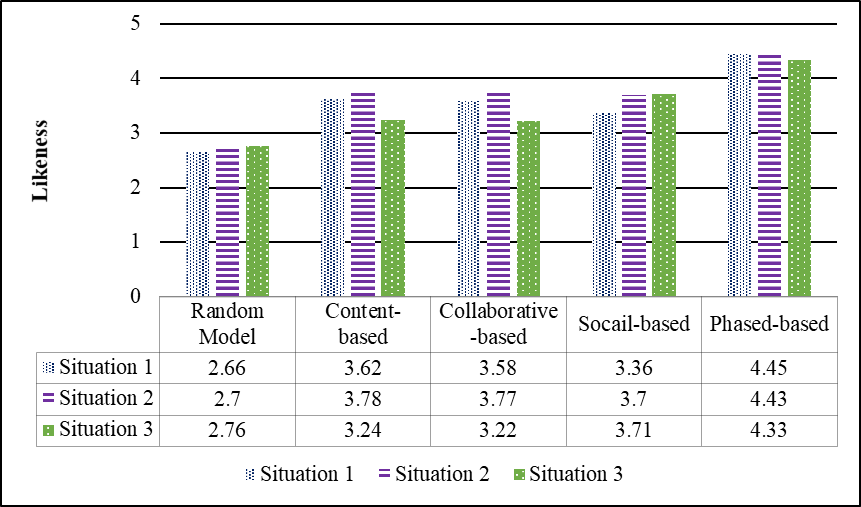 5
4
3
2
1
0
Likeness
Random Model
Content-based
Collaborative-based
Socail-based
Phased-based
Situation 1 2.66 3.62 3.58 3.36 4.45
Situation 2 2.7 3.78 3.77 3.7 4.43
Situation 3 2.76 3.24 3.22 3.71 4.33
Situation 1 Situation 2 Situation 3